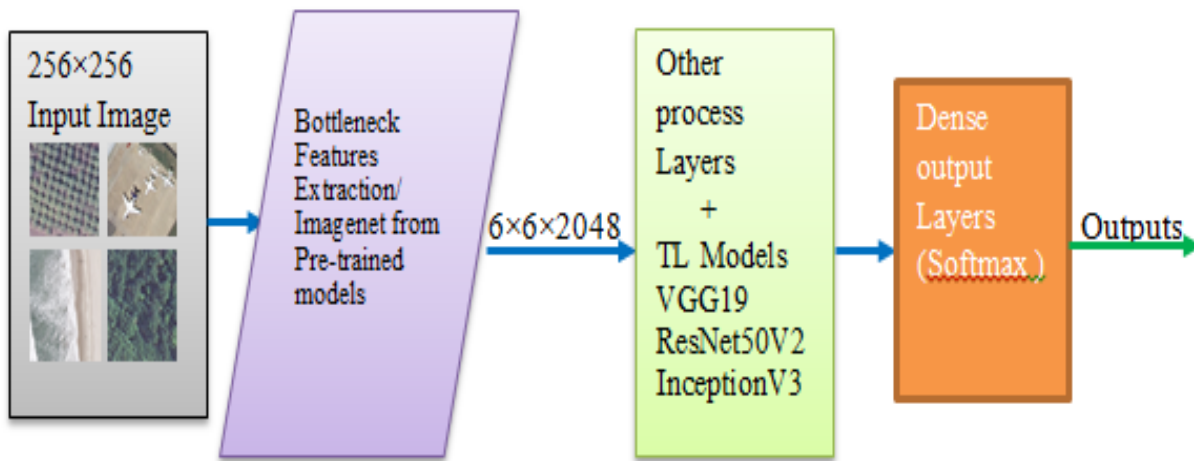 256×256
Input Image
Bottleneck
Features
Extraction/
Imagenet from
Pre-trained
models
6×6×2048
Other
process
Layers
+
TL Models
VGG19
ResNet50V2
InceptionV3
Dense
output
Layers
(Softmax )
Outputs